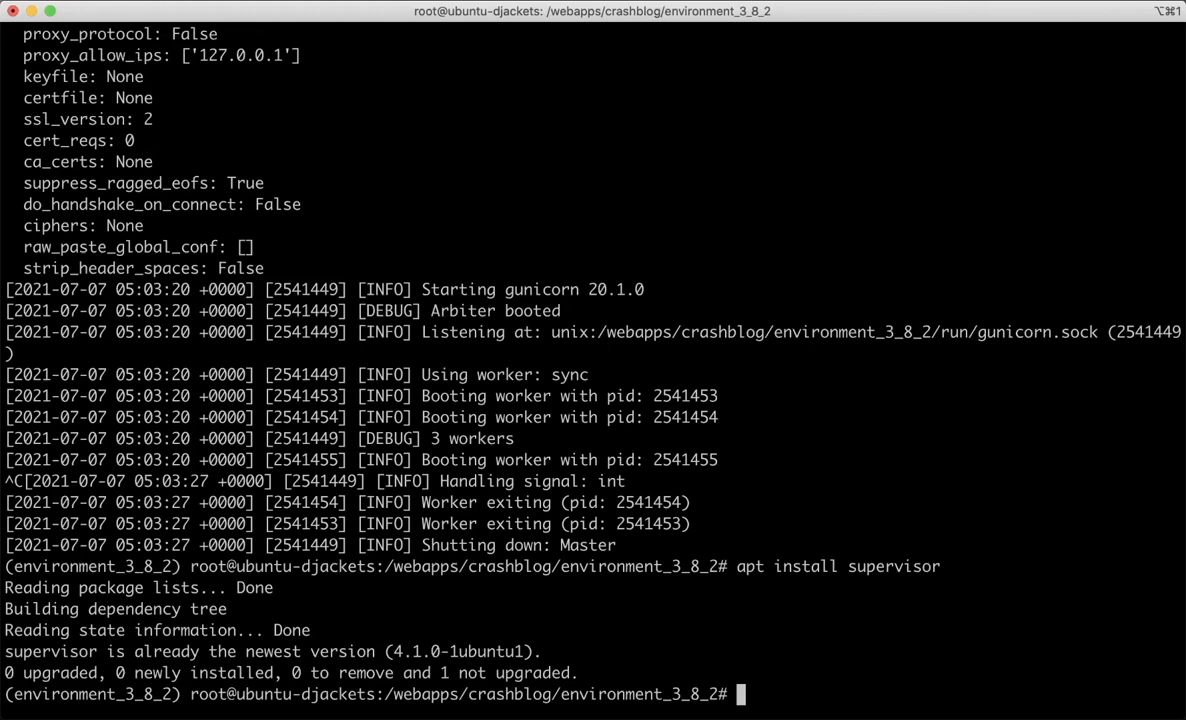 root@ubuntu-djackets: /webapps/crashblog/environment_3_8_2
⌥⌘1
proxy_protocol: False
proxy_allow_ips: ['127.0.0.1']
keyfile: None
certfile: None
ssl_version: 2
cert_reqs: 0
ca_certs: None
suppress_ragged_eofs: True
do_handshake_on_connect: False
ciphers: None
raw_paste_global_conf: []
strip_header_spaces: False
[2021-07-07 05:03:20 +0000] [2541449] [INFO] Starting gunicorn 20.1.0
[2021-07-07 05:03:20 +0000] [2541449] [DEBUG] Arbiter booted
[2021-07-07 05:03:20 +0000] [2541449] [INFO] Listening at: unix:/webapps/crashblog/environment_3_8_2/run/gunicorn.sock (2541449
)
[2021-07-07 05:03:20 +0000] [2541449] [INFO] Using worker: sync
[2021-07-07 05:03:20 +0000] [2541453] [INFO] Booting worker with pid: 2541453
[2021-07-07 05:03:20 +0000] [2541454] [INFO] Booting worker with pid: 2541454
[2021-07-07 05:03:20 +0000] [2541449] [DEBUG] 3 workers
[2021-07-07 05:03:20 +0000] [2541455] [INFO] Booting worker with pid: 2541455
^C[2021-07-07 05:03:27 +0000] [2541449] [INFO] Handling signal: int
[2021-07-07 05:03:27 +0000] [2541454] [INFO] Worker exiting (pid: 2541454)
[2021-07-07 05:03:27 +0000] [2541453] [INFO] Worker exiting (pid: 2541453)
[2021-07-07 05:03:27 +0000] [2541449] [INFO] Shutting down: Master
(environment_3_8_2) root@ubuntu-djackets:/webapps/crashblog/environment_3_8_2# apt install supervisor
Reading package lists... Done
Building dependency tree
Reading state information... Done
supervisor is already the newest version (4.1.0-1ubuntu1).
0 upgraded, 0 newly installed, 0 to remove and 1 not upgraded.
(environment_3_8_2) root@ubuntu-djackets:/webapps/crashblog/environment_3_8_2#